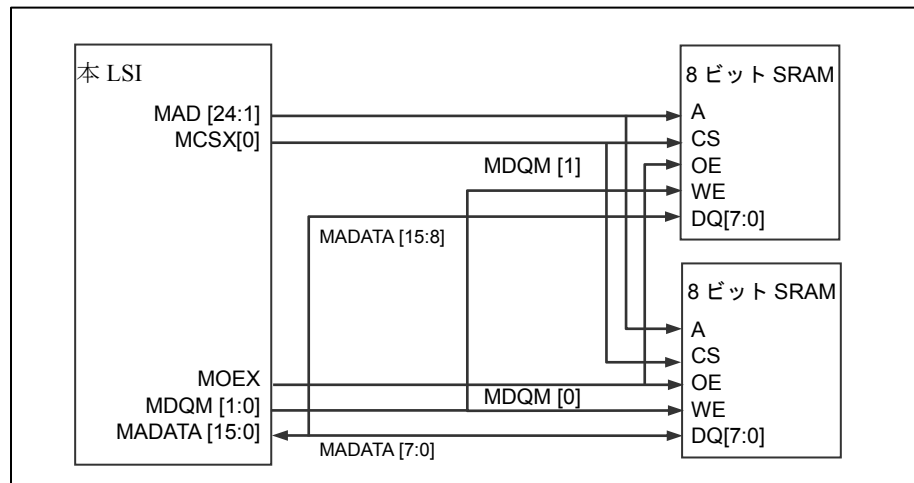 本 LSI
MAD [24:1]
MCSX[0]
MOEX
MDQM [1:0]
MADATA [15:0]
MDQM [1]
MADATA [15:8]
MDQM [0]
MADATA [7:0]
8 ビット SRAM
A
CS
OE
WE
DQ[7:0]
8 ビット SRAM
A
CS
OE
WE
DQ[7:0]